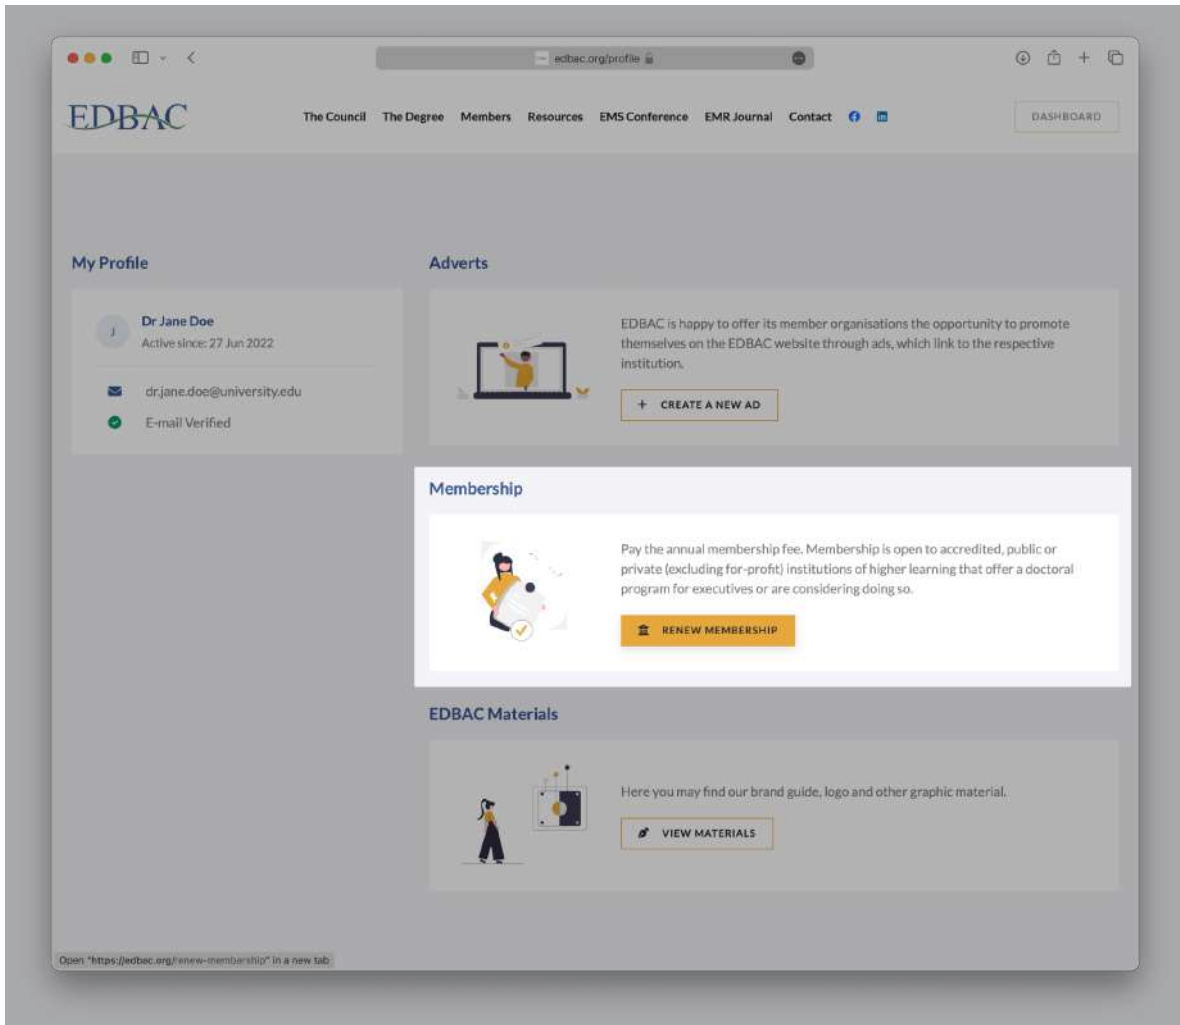 edbac.org/profile
EDBAC
The Council The Degree Members Resources EMS Conference EMR Journal Contact
DASHBOARD
My Profile
J
Dr Jane Doe
Active since: 27 Jun 2022
dr.jane.doe@university.edu
E-mail Verified
Adverts
EDBAC is happy to offer its member organisations the opportunity to promote
themselves on the EDBAC website through ads, which link to the respective
institution.
+ CREATE A NEW AD
Membership
Pay the annual membership fee. Membership is open to accredited, public or
private (excluding for-profit) institutions of higher learning that offer a doctoral
program for executives or are considering doing so.
RENEW MEMBERSHIP
EDBAC Materials
Here you may find our brand guide, logo and other graphic material.
VIEW MATERIALS
Open "https://edbac.org/renew-membership" in a new tab